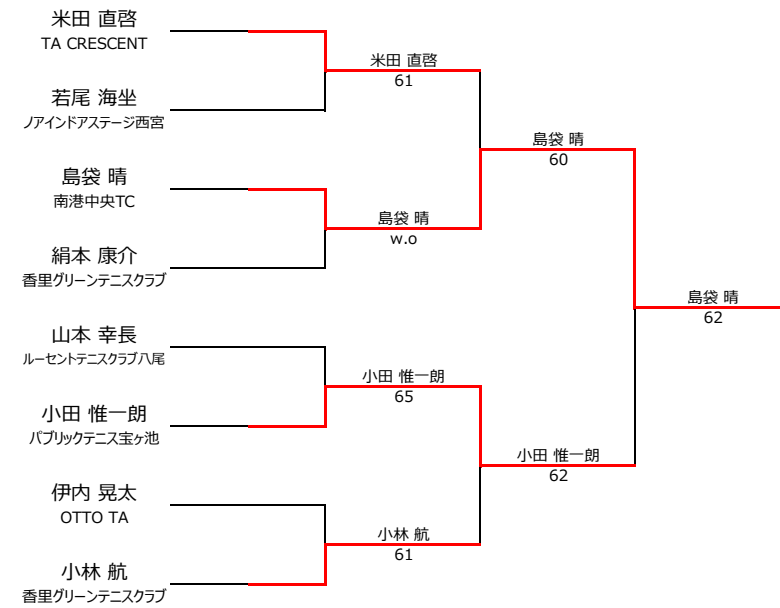 米田 直啓
TA CRESCENT
若尾 海坐
ノアインドアステージ西宮
島袋 晴
南港中央TC
絹本 康介
香里グリーンテニスクラブ
山本 幸長
ルーセントテニスクラブ八尾
小田 惟一朗
パブリックテニス宝ヶ池
伊内 晃太
OTTO TA
小林 航
香里グリーンテニスクラブ
米田 直啓
61
島袋 晴
w.o
小田 惟一朗
65
小林 航
61
島袋 晴
60
小田 惟一朗
62
島袋 晴
62